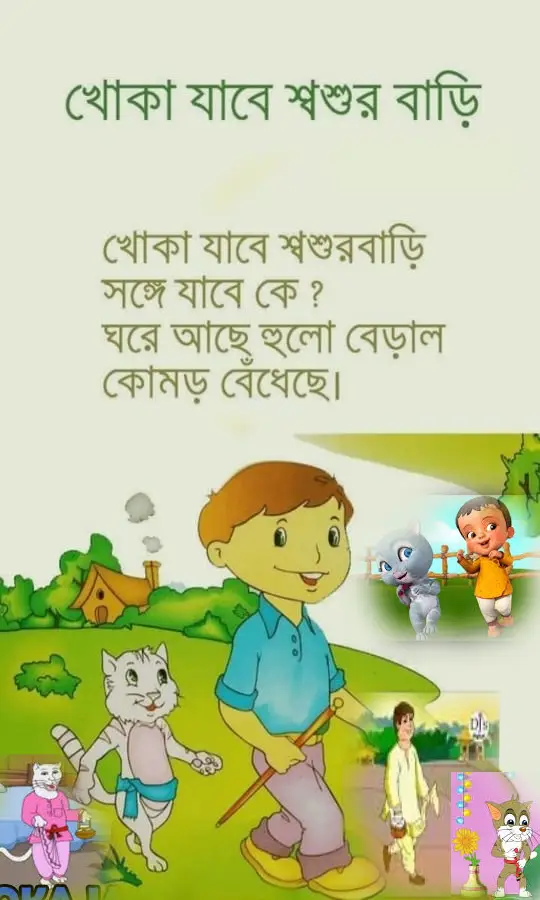 খোকা যাবে শ্বশুর বাড়ি
খোকা যাবে শ্বশুরবাড়ি
সঙ্গে যাবে কে ?
ঘরে আছে হুলো বেড়াল
কোমড় বেঁধেছে।